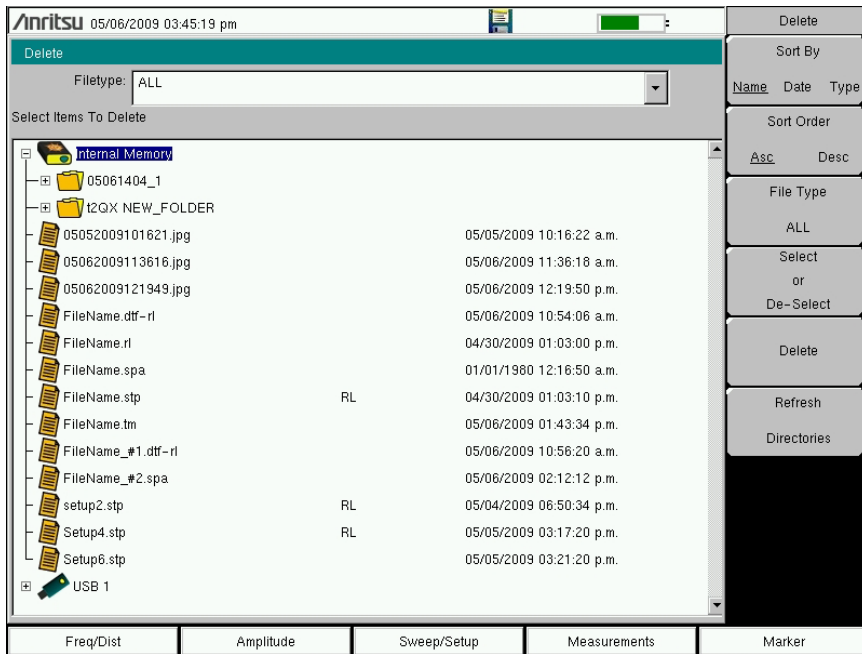 Anritsu 05/06/2009 03:45:19 pm
Delete
Filetype: ALL
Select Items To Delete
Internal Memory
05061404_1
t2QX NEW_FOLDER
05052009101621.jpg 05/05/2009 10:16:22 a.m.
05062009113616.jpg 05/06/2009 11:36:18 a.m.
05062009121949.jpg 05/06/2009 12:19:50 p.m.
FileName.dtf-rl 05/06/2009 10:54:06 a.m.
FileName.rl 04/30/2009 01:03:00 p.m.
FileName.spa 01/01/1980 12:16:50 a.m.
FileName.stp RL 04/30/2009 01:03:10 p.m.
FileName.tm 05/06/2009 01:43:34 p.m.
FileName_#1.dtf-rl 05/06/2009 10:56:20 a.m.
FileName_#2.spa 05/06/2009 02:12:12 p.m.
setup2.stp RL 05/04/2009 06:50:34 p.m.
Setup4.stp RL 05/05/2009 03:17:20 p.m.
Setup6.stp 05/05/2009 03:21:20 p.m.
USB 1
Delete
Sort By
Name Date Type
Sort Order
Asc Desc
File Type
ALL
Select
or
De-Select
Delete
Refresh
Directories
Freq/Dist Amplitude Sweep/Setup Measurements Marker